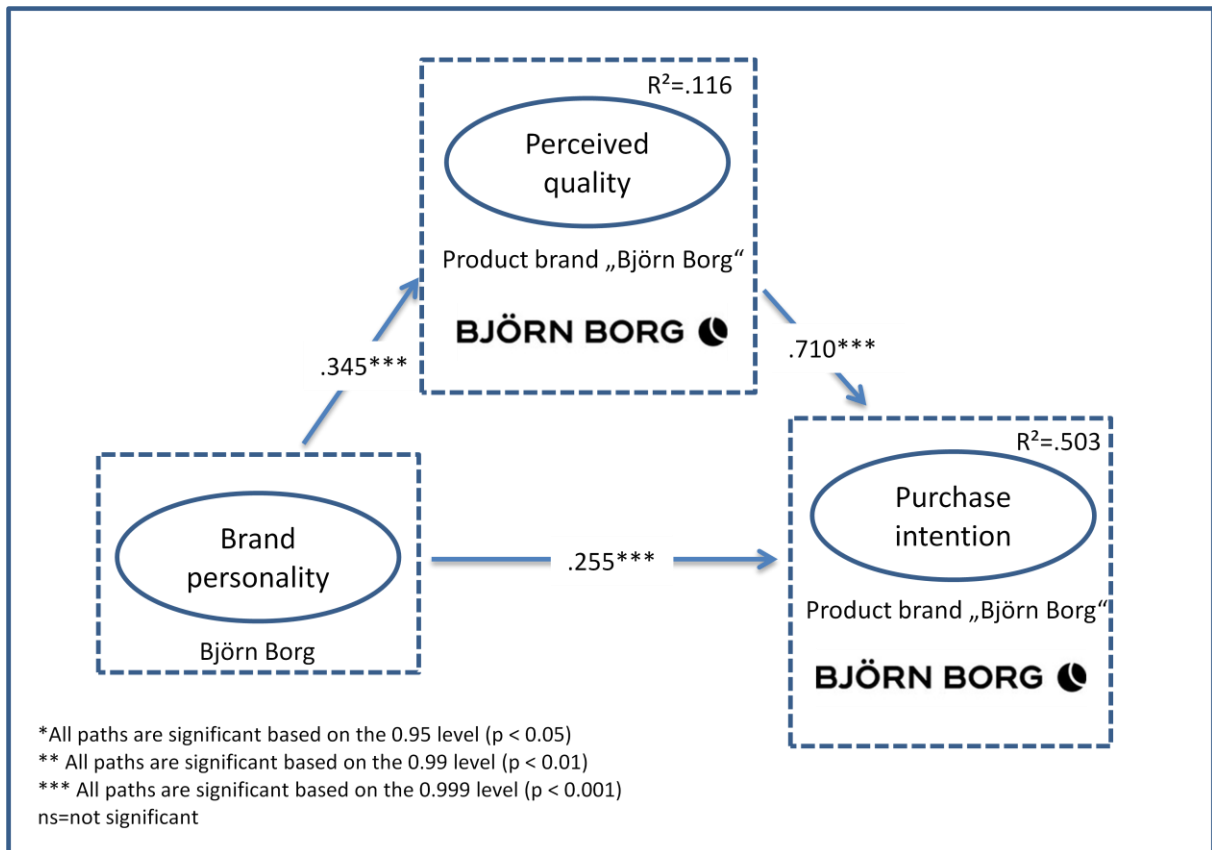 R²=.116
Perceived
quality
Product brand „Björn Borg“
BJÖRN BORG
.345***
.710***
R²=.503
Purchase
intention
Brand
personality
.255***
Product brand „Björn Borg“
Björn Borg
BJÖRN BORG
*All paths are significant based on the 0.95 level (p < 0.05)
** All paths are significant based on the 0.99 level (p < 0.01)
*** All paths are significant based on the 0.999 level (p < 0.001)
ns=not significant